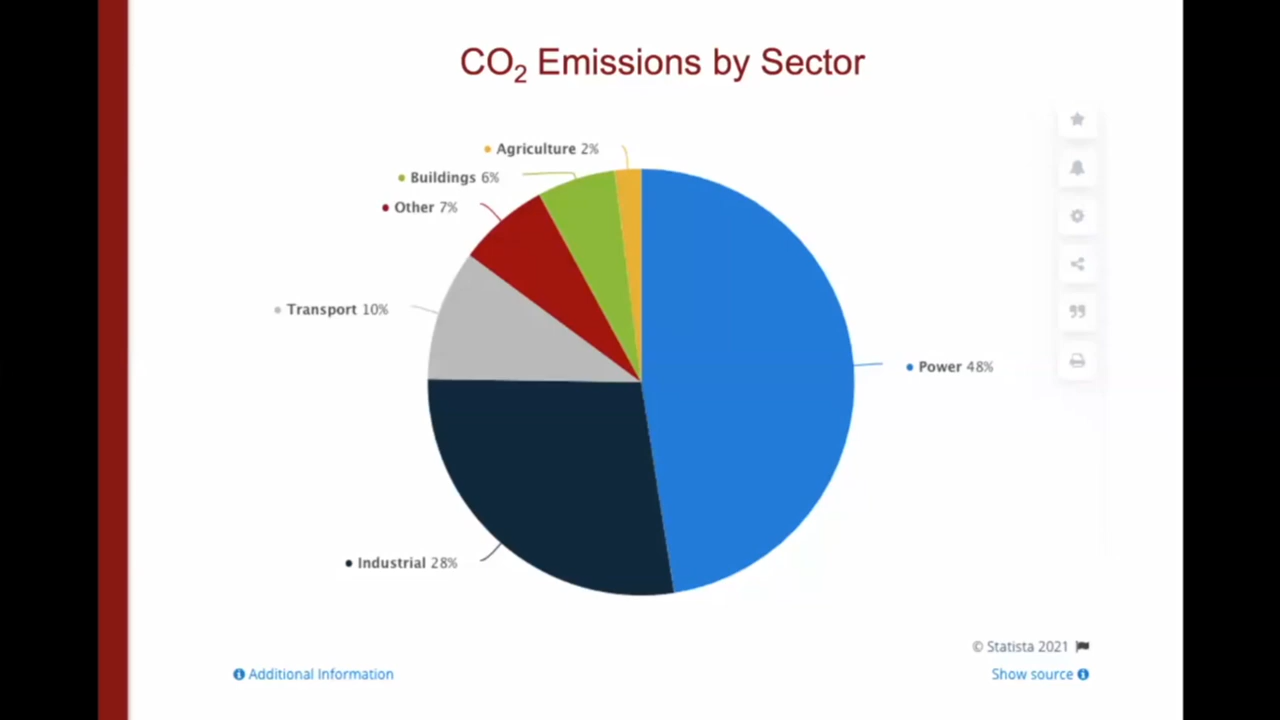 CO₂ Emissions by Sector
Agriculture 2%
Buildings 6%
Other 7%
Transport 10%
Power 48%
Industrial 28%
© Statista 2021
Additional Information
Show source